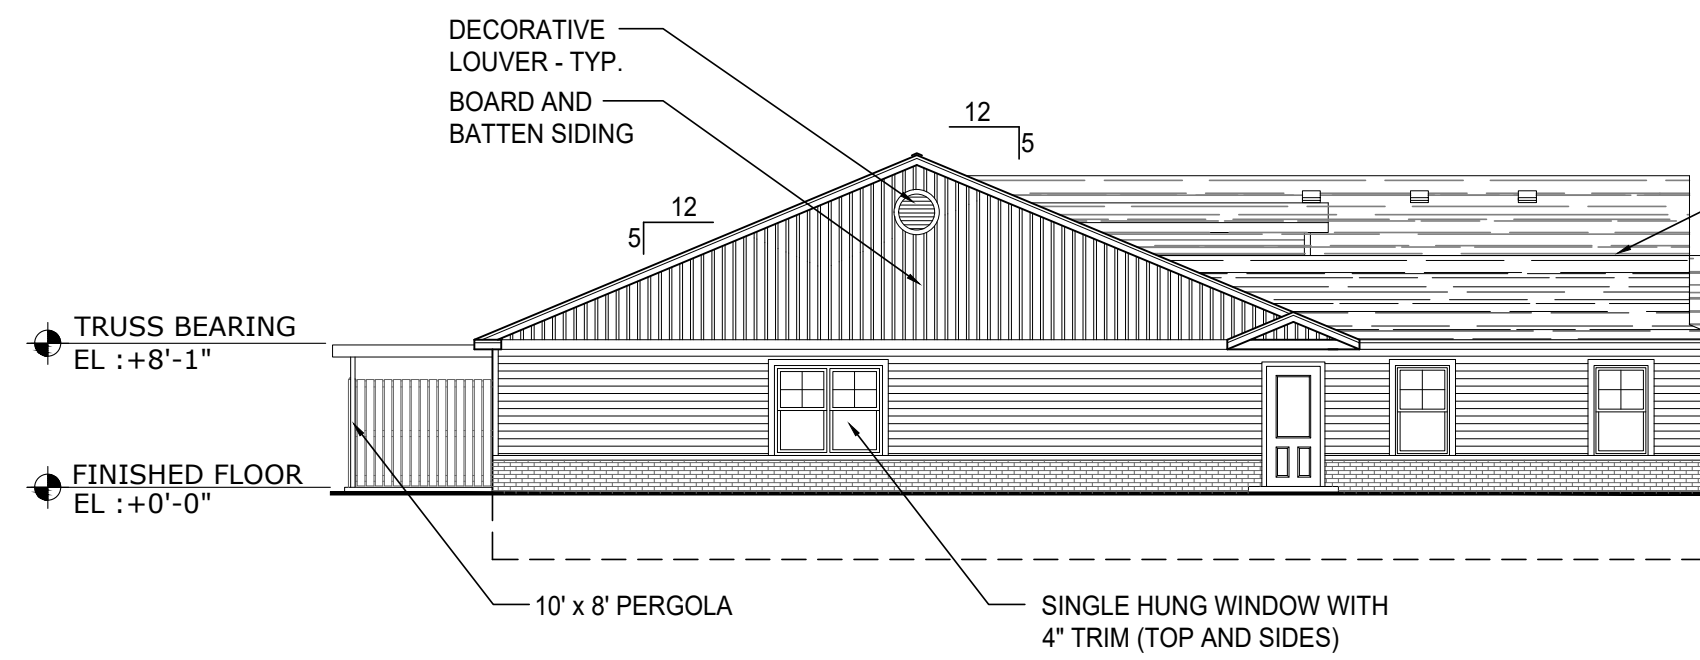 DECORATIVE
LOUVER - TYP.
BOARD AND
BATTEN SIDING
12
5
12
5
TRUSS BEARING
EL :+8'-1"
FINISHED FLOOR
EL :+0'-0"
10' x 8' PERGOLA
SINGLE HUNG WINDOW WITH
4" TRIM (TOP AND SIDES)